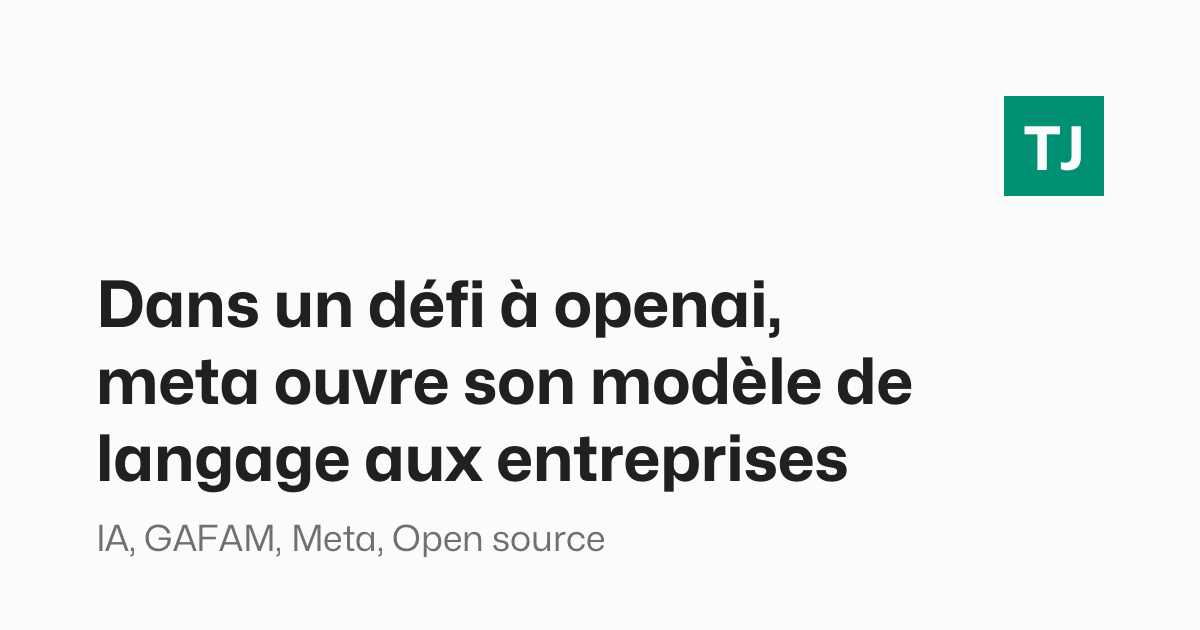 TJ
Dans un défi à openai,
meta ouvre son modèle de
langage aux entreprises
IA, GAFAM, Meta, Open source